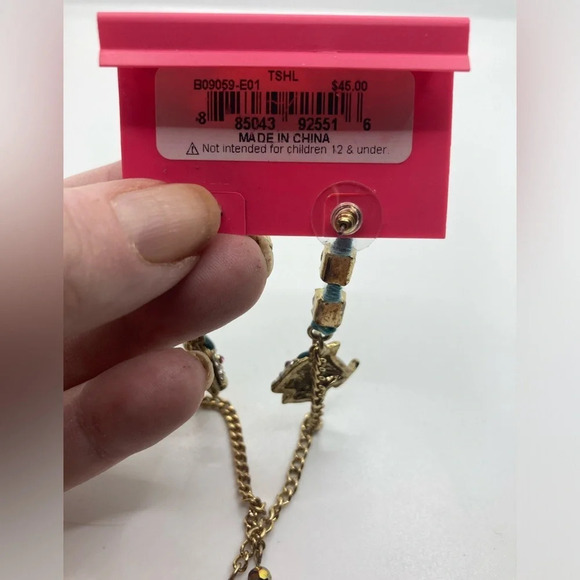 TSHL
B09059-E01 $45.00
8 85043 92551 6
MADE IN CHINA
⚠ Not intended for children 12 & under.